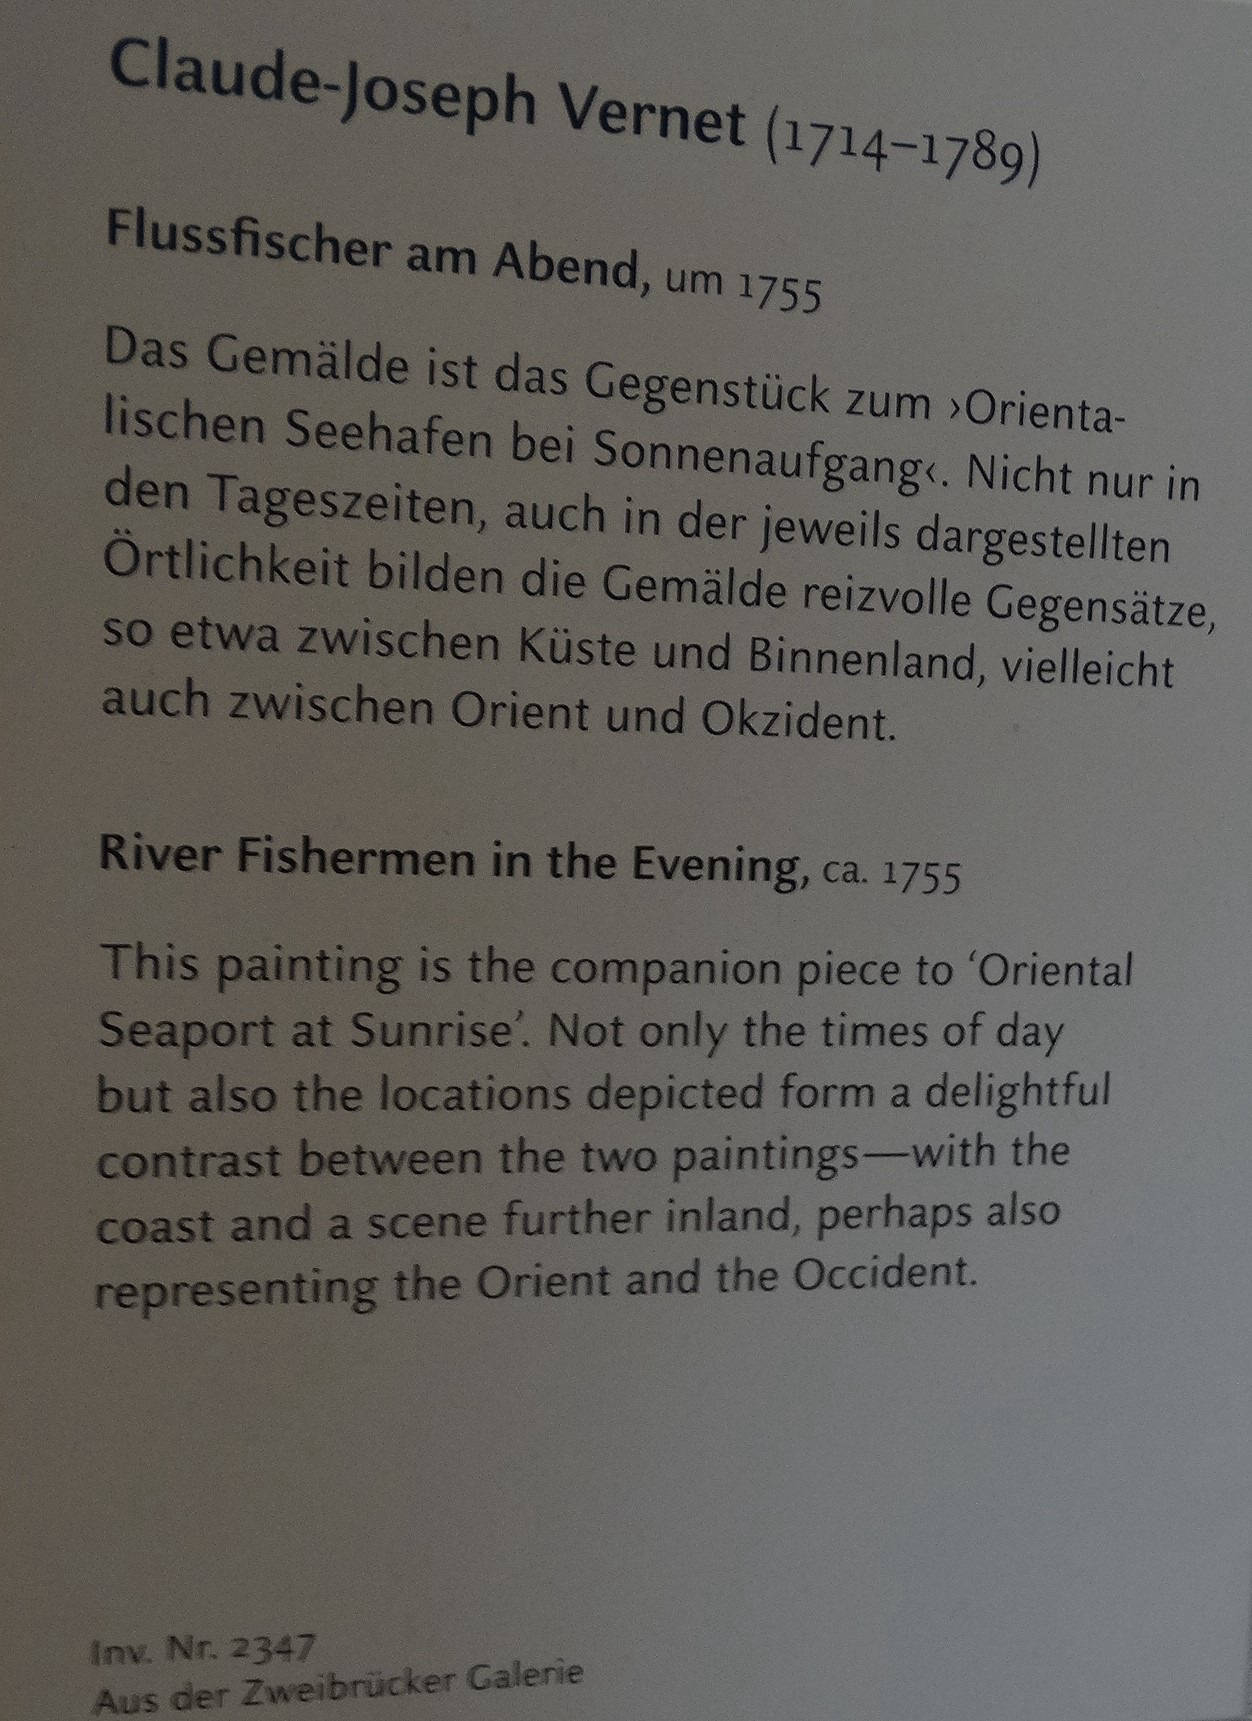 Claude-Joseph Vernet (1714–1789)
Flussfischer am Abend, um 1755
Das Gemälde ist das Gegenstück zum ›Orienta-
lischen Seehafen bei Sonnenaufgang‹. Nicht nur in
den Tageszeiten, auch in der jeweils dargestellten
Örtlichkeit bilden die Gemälde reizvolle Gegensätze,
so etwa zwischen Küste und Binnenland, vielleicht
auch zwischen Orient und Okzident.
River Fishermen in the Evening, ca. 1755
This painting is the companion piece to ‘Oriental
Seaport at Sunrise’. Not only the times of day
but also the locations depicted form a delightful
contrast between the two paintings—with the
coast and a scene further inland, perhaps also
representing the Orient and the Occident.
Inv. Nr. 2347
Aus der Zweibrücker Galerie